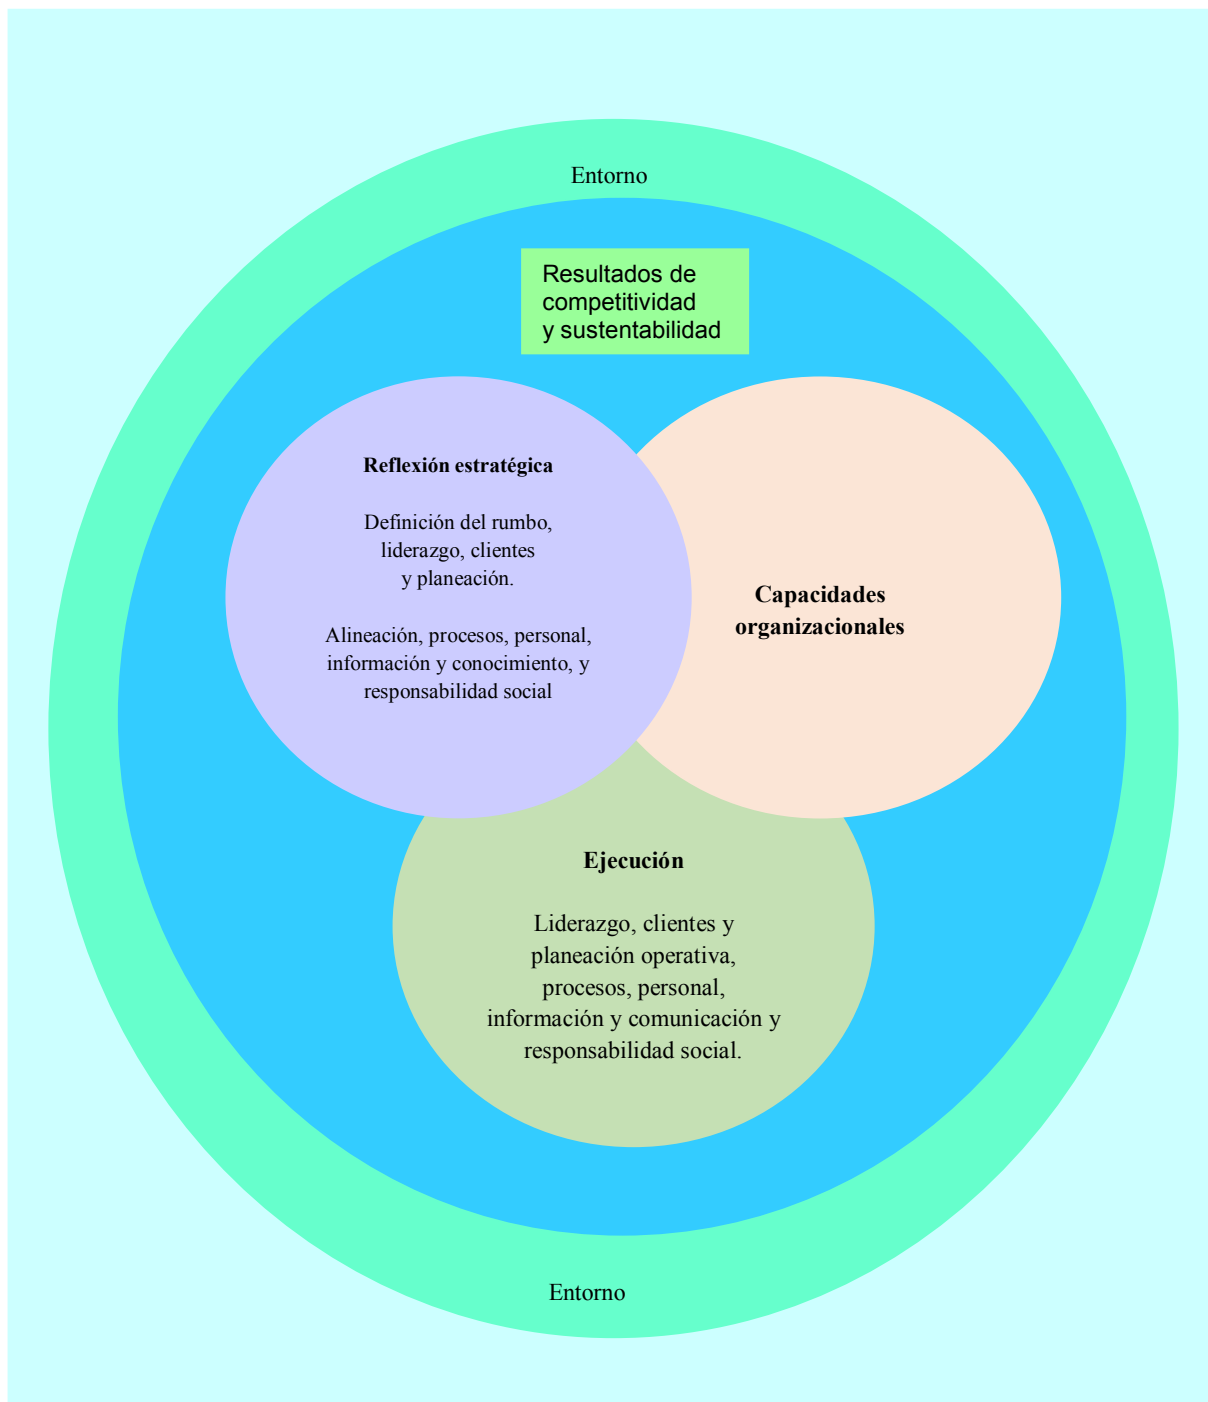 Entorno
Resultados de
competitividad
y sustentabilidad
Reflexión estratégica
Definición del rumbo,
liderazgo, clientes
y planeación.
Alineación, procesos, personal,
información y conocimiento, y
responsabilidad social
Capacidades
organizacionales
Ejecución
Liderazgo, clientes y
planeación operativa,
procesos, personal,
información y comunicación y
responsabilidad social.
Entorno